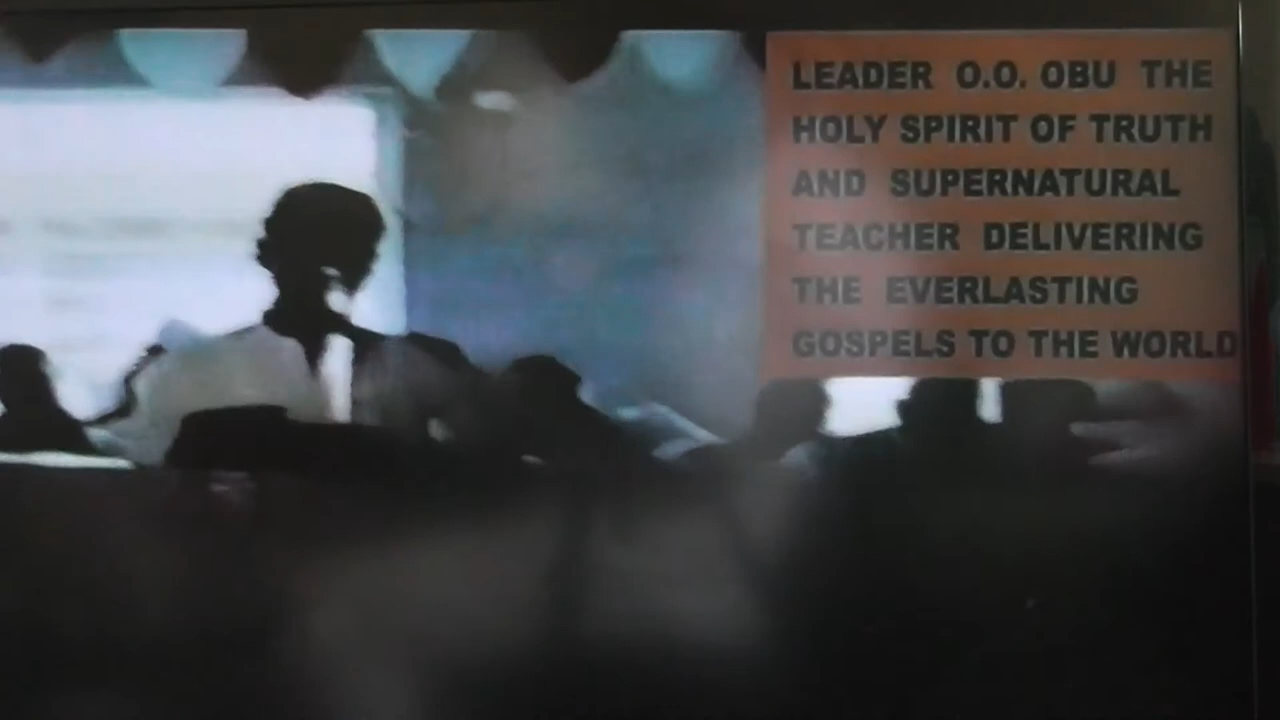 LEADER O.O. OBU THE
HOLY SPIRIT OF TRUTH
AND SUPERNATURAL
TEACHER DELIVERING
THE EVERLASTING
GOSPELS TO THE WORLD